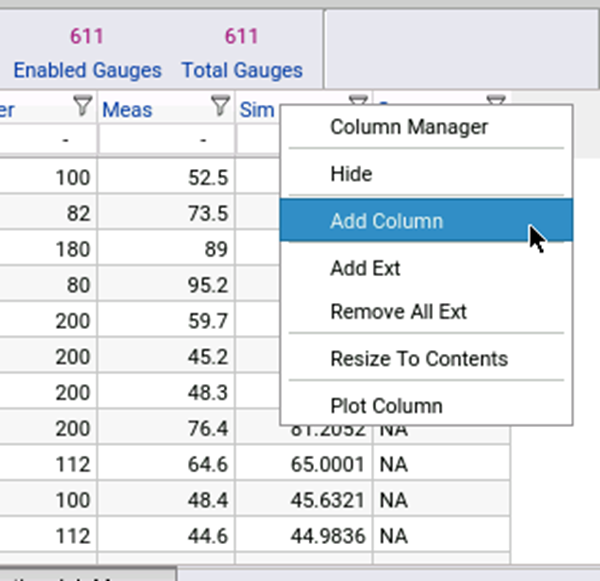 611 611
Enabled Gauges Total Gauges
er Meas Sim
- -
Column Manager
Hide
Add Column
Add Ext
Remove All Ext
Resize To Contents
Plot Column
100 52.5
82 73.5
180 89
80 95.2
200 59.7
200 45.2
200 48.3
200 76.4 81.2052 NA
112 64.6 65.0001 NA
100 48.4 45.6321 NA
112 44.6 44.9836 NA